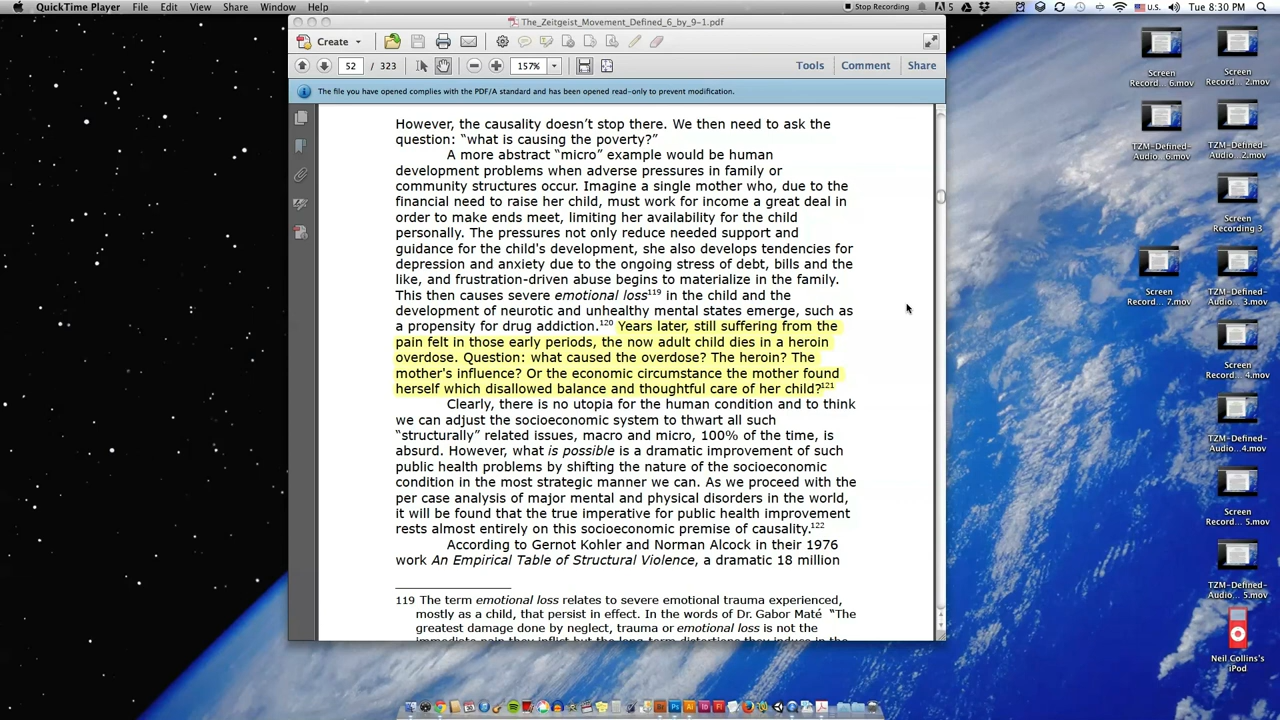 QuickTime Player File Edit View Share Window Help
Stop Recording 5 U.S. Tue 8:30 PM
The_Zeitgeist_Movement_Defined_6_by_9-1.pdf
Create
52 / 323 157% Tools Comment Share
The file you have opened complies with the PDF/A standard and has been opened read-only to prevent modification.
However, the causality doesn't stop there. We then need to ask the
question: "what is causing the poverty?"
A more abstract "micro" example would be human
development problems when adverse pressures in family or
community structures occur. Imagine a single mother who, due to the
financial need to raise her child, must work for income a great deal in
order to make ends meet, limiting her availability for the child
personally. The pressures not only reduce needed support and
guidance for the child's development, she also develops tendencies for
depression and anxiety due to the ongoing stress of debt, bills and the
like, and frustration-driven abuse begins to materialize in the family.
This then causes severe emotional loss119 in the child and the
development of neurotic and unhealthy mental states emerge, such as
a propensity for drug addiction.120 Years later, still suffering from the
pain felt in those early periods, the now adult child dies in a heroin
overdose. Question: what caused the overdose? The heroin? The
mother's influence? Or the economic circumstance the mother found
herself which disallowed balance and thoughtful care of her child?121
Clearly, there is no utopia for the human condition and to think
we can adjust the socioeconomic system to thwart all such
"structurally" related issues, macro and micro, 100% of the time, is
absurd. However, what is possible is a dramatic improvement of such
public health problems by shifting the nature of the socioeconomic
condition in the most strategic manner we can. As we proceed with the
per case analysis of major mental and physical disorders in the world,
it will be found that the true imperative for public health improvement
rests almost entirely on this socioeconomic premise of causality.122
According to Gernot Kohler and Norman Alcock in their 1976
work An Empirical Table of Structural Violence, a dramatic 18 million
119 The term emotional loss relates to severe emotional trauma experienced,
mostly as a child, that persist in effect. In the words of Dr. Gabor Maté "The
greatest damage done by neglect, trauma or emotional loss is not the
immediate pain they inflict but the long-term distortions they induce in the
Screen
Record... 6.mov
Screen
Record... 2.mov
TZM-Defined-
Audio...6.mov
TZM-Defined-
Audio...2.mov
Screen
Recording 3
Screen
Record... 7.mov
TZM-Defined-
Audio... 3.mov
Screen
Record... 4.mov
TZM-Defined-
Audio...4.mov
Screen
Record... 5.mov
TZM-Defined-
Audio... 5.mov
Neil Collins's
iPod